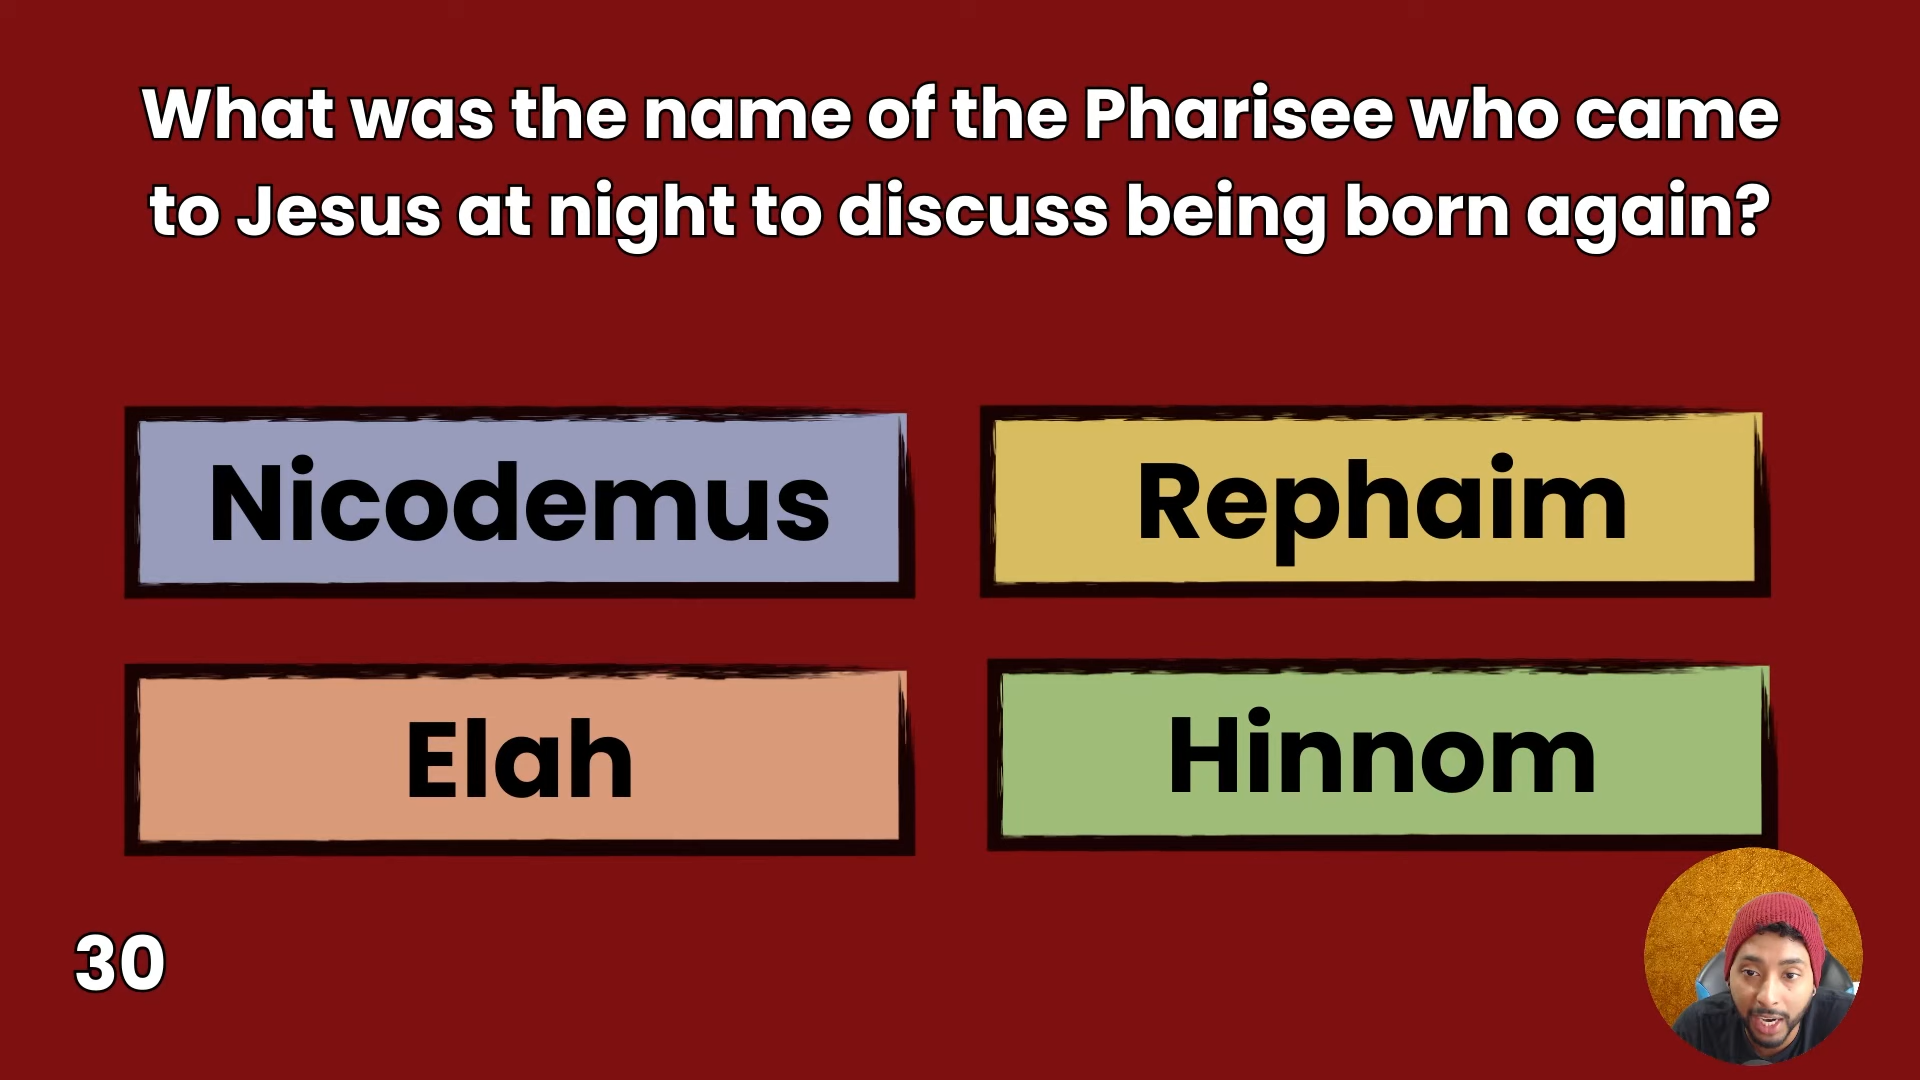 What was the name of the Pharisee who came
to Jesus at night to discuss being born again?
Nicodemus
Rephaim
Elah
Hinnom
30